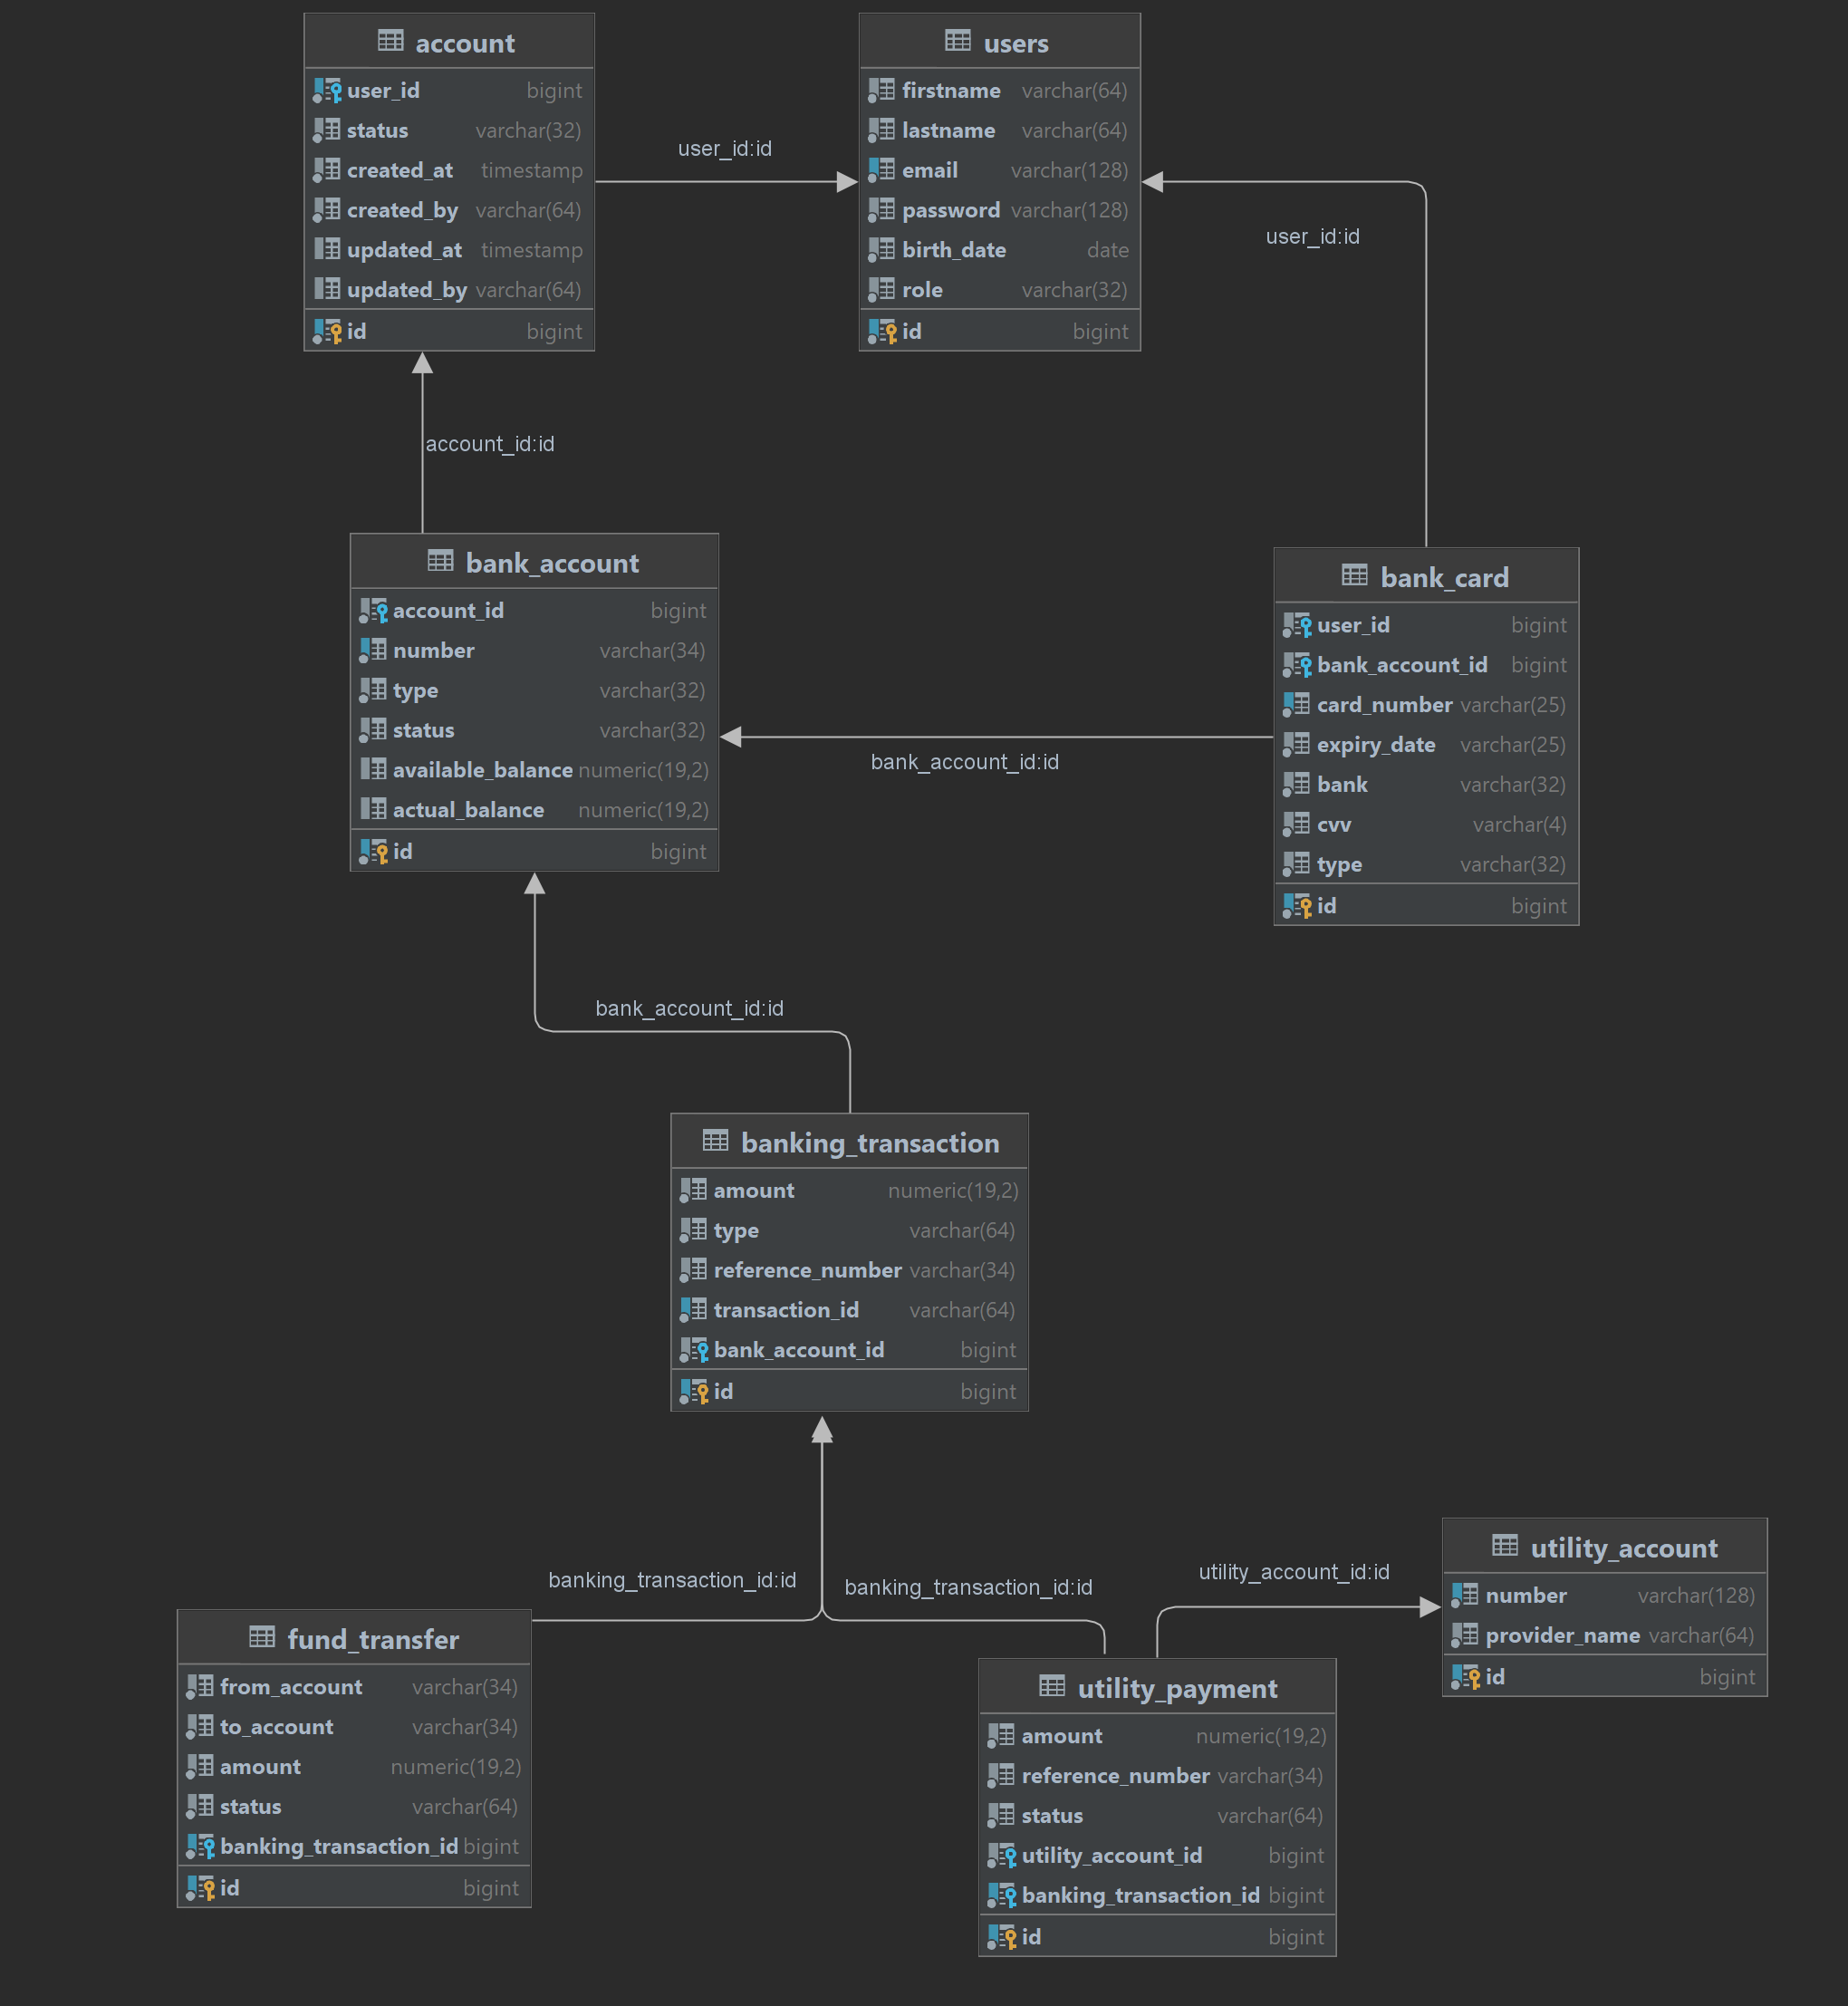 account
user_id bigint
status varchar(32)
created_at timestamp
created_by varchar(64)
updated_at timestamp
updated_by varchar(64)
id bigint
user_id:id
users
firstname varchar(64)
lastname varchar(64)
email varchar(128)
password varchar(128)
birth_date date
role varchar(32)
id bigint
user_id:id
account_id:id
bank_account
account_id bigint
number varchar(34)
type varchar(32)
status varchar(32)
available_balance numeric(19,2)
actual_balance numeric(19,2)
id bigint
bank_account_id:id
bank_card
user_id bigint
bank_account_id bigint
card_number varchar(25)
expiry_date varchar(25)
bank varchar(32)
cvv varchar(4)
type varchar(32)
id bigint
bank_account_id:id
banking_transaction
amount numeric(19,2)
type varchar(64)
reference_number varchar(34)
transaction_id varchar(64)
bank_account_id bigint
id bigint
banking_transaction_id:id
banking_transaction_id:id
utility_account_id:id
utility_account
number varchar(128)
provider_name varchar(64)
id bigint
fund_transfer
from_account varchar(34)
to_account varchar(34)
amount numeric(19,2)
status varchar(64)
banking_transaction_id bigint
id bigint
utility_payment
amount numeric(19,2)
reference_number varchar(34)
status varchar(64)
utility_account_id bigint
banking_transaction_id bigint
id bigint